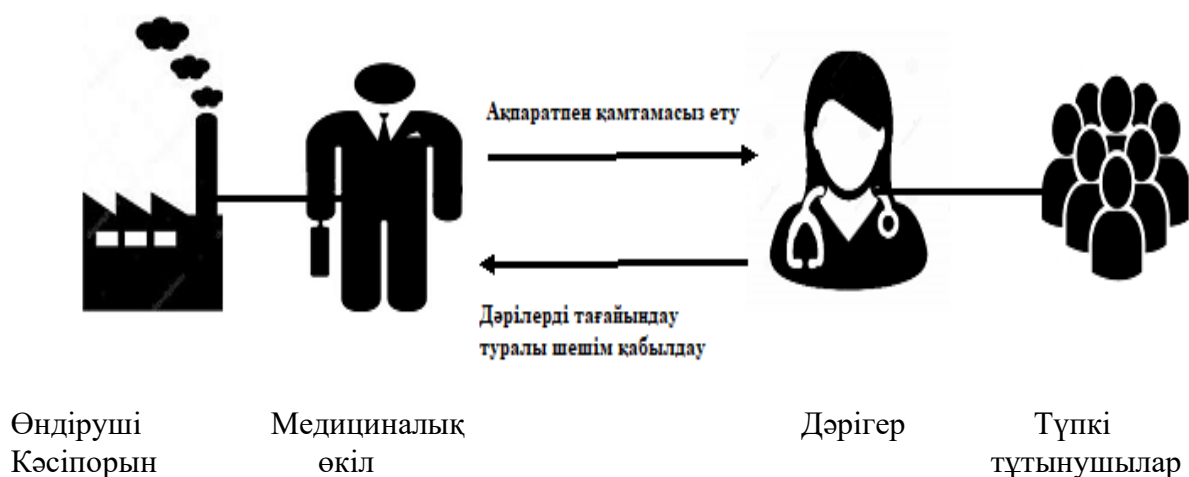 Ақпаратпен қамтамасыз ету
Дәрілерді тағайындау
туралы шешім қабылдау
Өндіруші Медициналық Дәрігер Түпкі
Кәсіпорын өкіл тұтынушылар